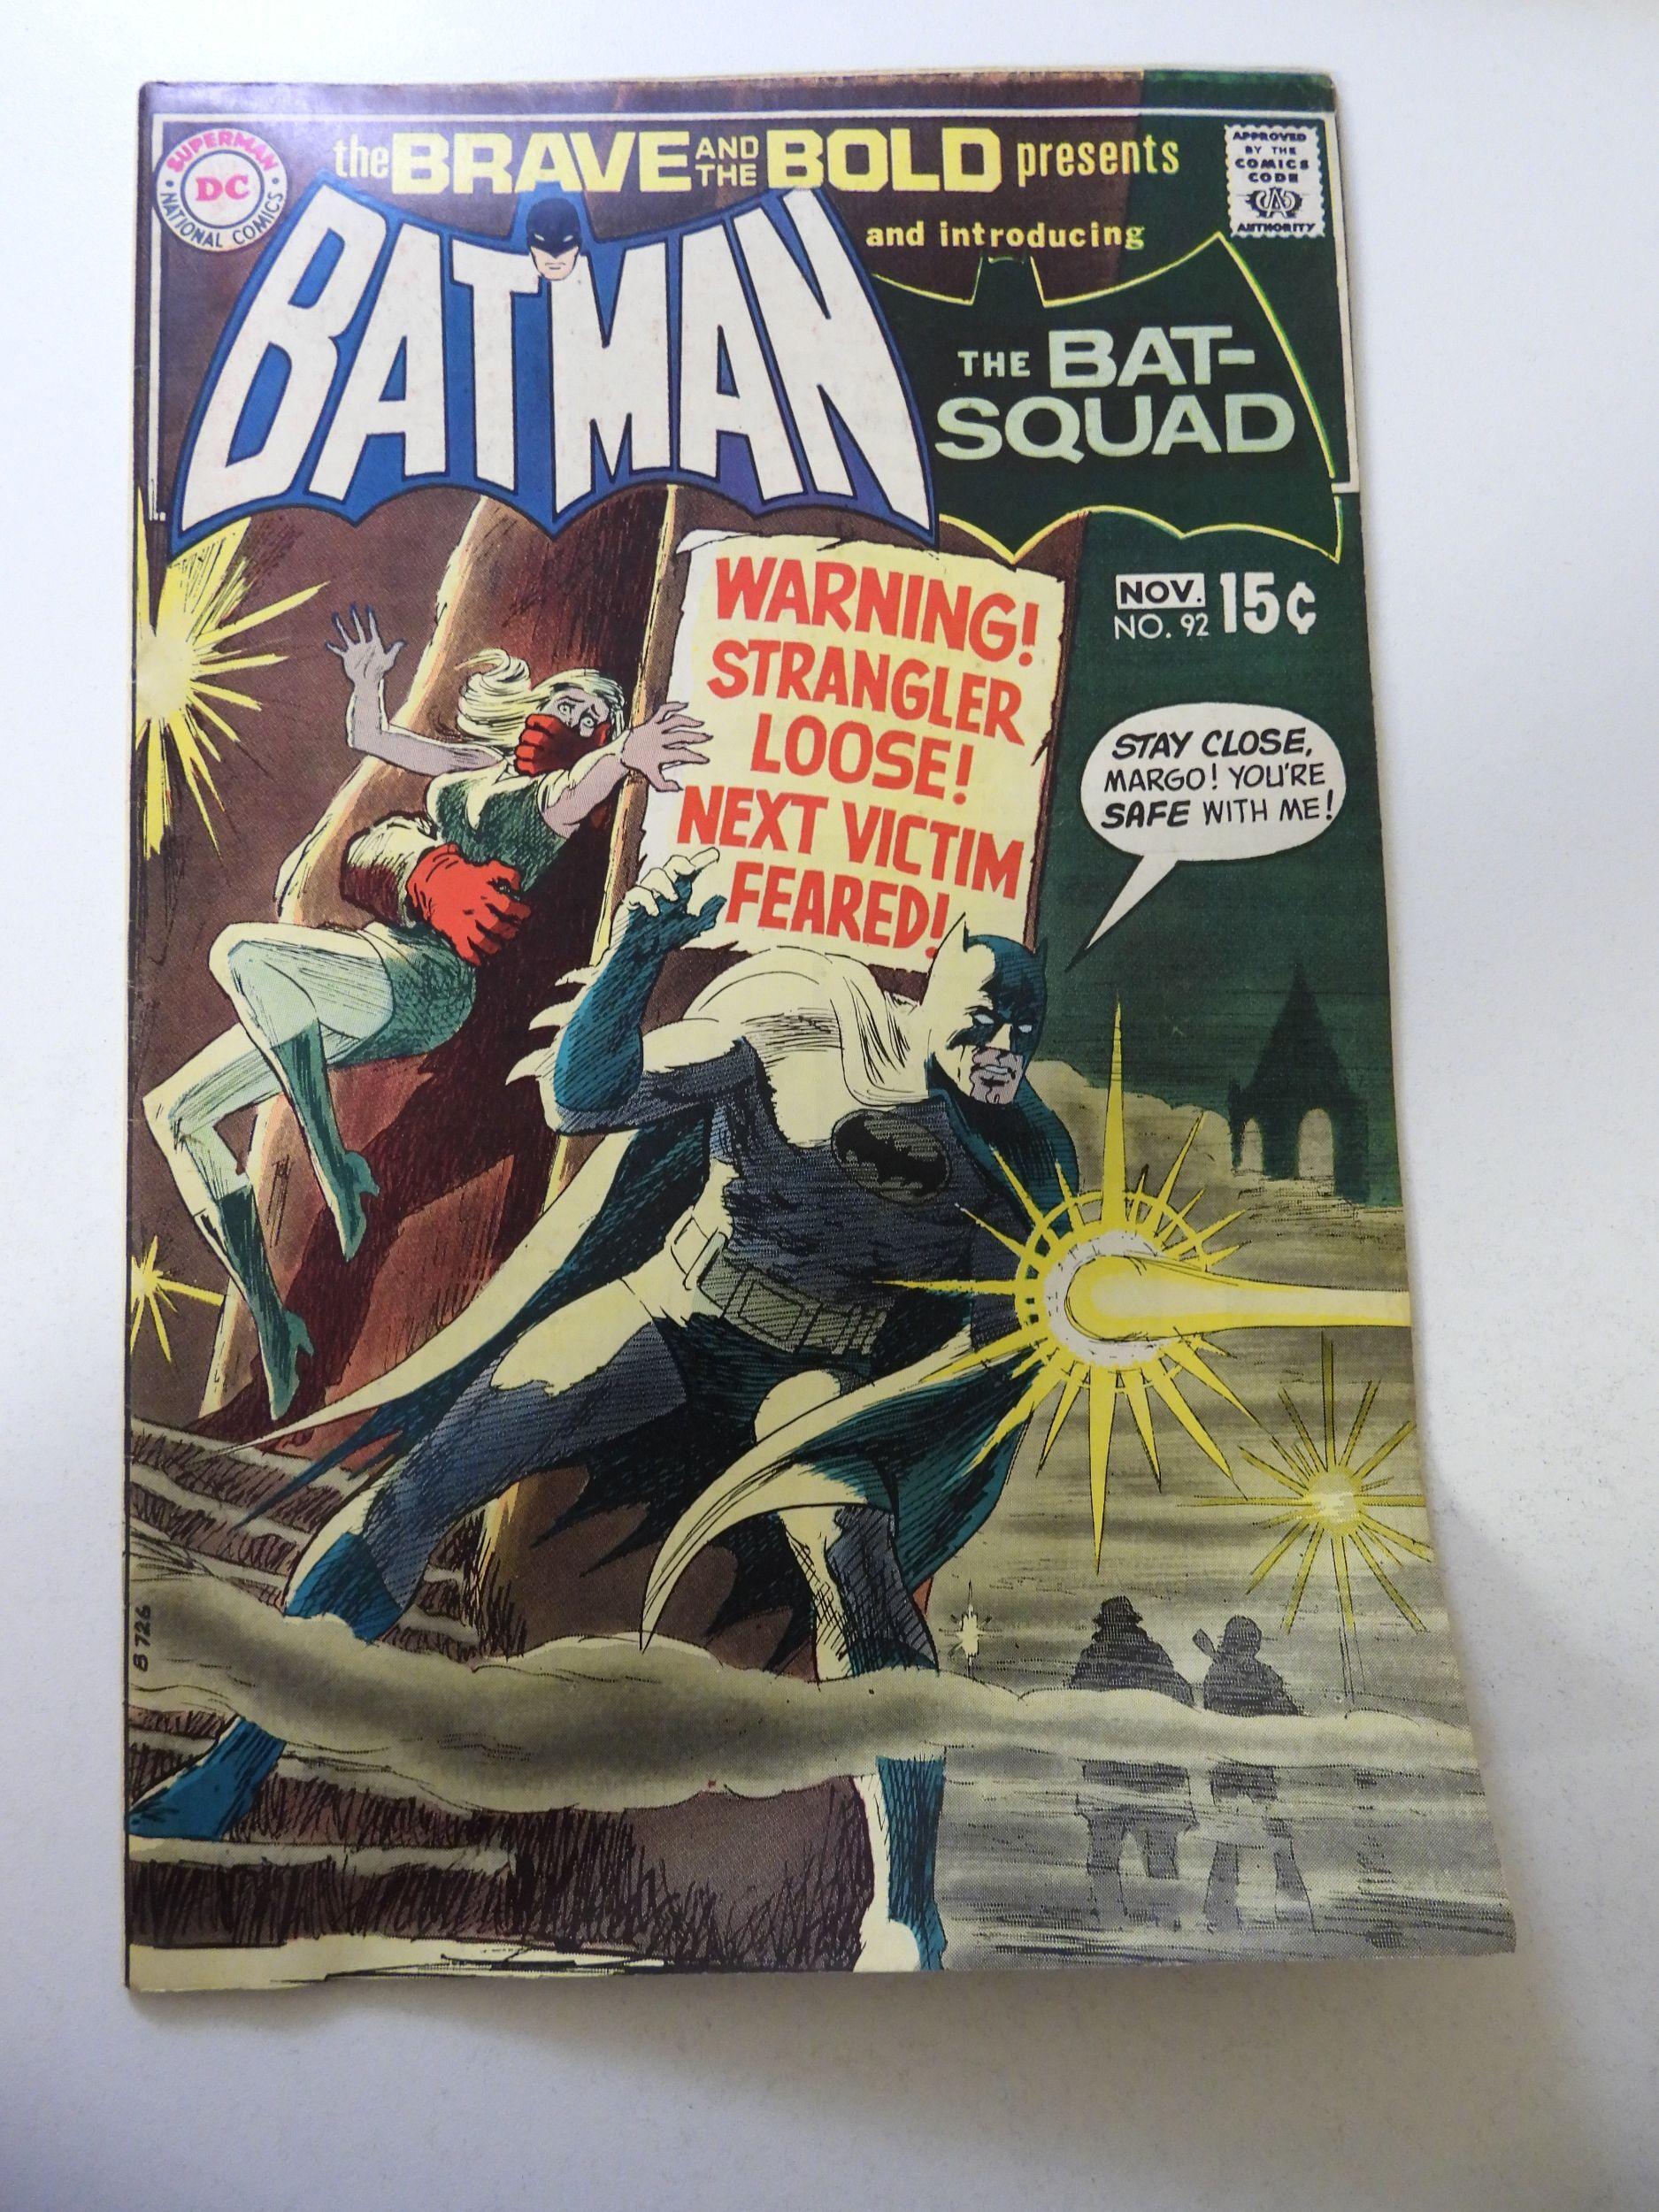 the BRAVE AND THE BOLD presents
SUPERMAN
DC
NATIONAL COMICS
APPROVED
BY THE
COMICS
CODE
AUTHORITY
BATMAN
and introducing
THE BAT-
SQUAD
WARNING!
STRANGLER
LOOSE!
NEXT VICTIM
FEARED!
NOV.
NO. 92
15¢
STAY CLOSE,
MARGO! YOU'RE
SAFE WITH ME!
B 726